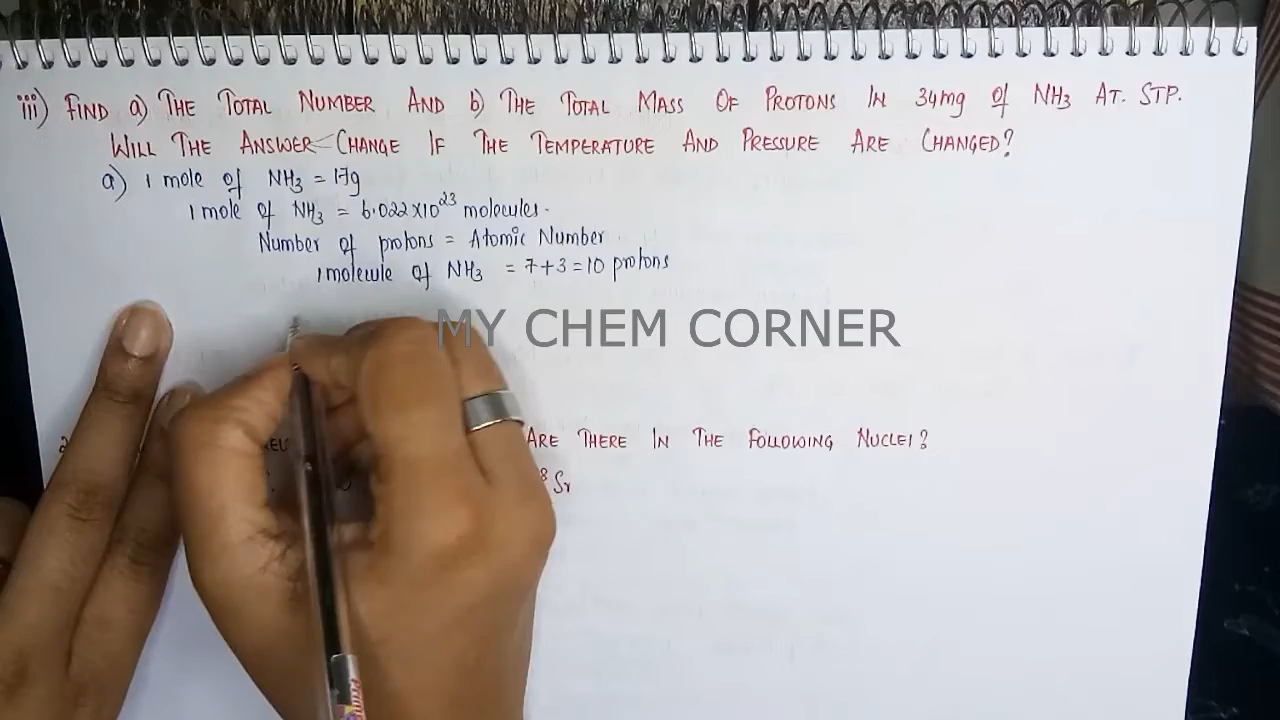 iii) FIND a) THE TOTAL NUMBER AND b) THE TOTAL MASS OF PROTONS IN 34mg Of NH₃ AT. STP.
WILL THE ANSWER CHANGE IF THE TEMPERATURE AND PRESSURE ARE CHANGED?
a) 1 mole of NH₃ = 17g
1 mole of NH₃ = 6.022×10²³ molecules.
Number of protons = Atomic Number
1 molecule of NH₃ = 7+3=10 protons
MY CHEM CORNER
ARE THERE IN THE FOLLOWING NUCLEI?
Sr